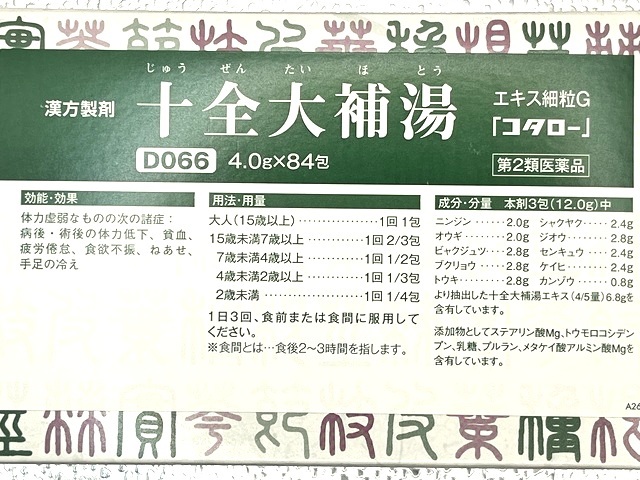 じゅう ぜん たい ほ とう
漢方製剤 十全大補湯 エキス細粒G「コタロー」
D066 4.0g×84包 第2類医薬品
効能・効果
体力虚弱なものの次の諸症:
病後・術後の体力低下、貧血、
疲労倦怠、食欲不振、ねあせ、
手足の冷え
用法・用量
大人(15歳以上)‥‥‥‥‥‥1回 1包
15歳未満7歳以上‥‥‥‥‥1回 2/3包
7歳未満4歳以上‥‥‥‥‥1回 1/2包
4歳未満2歳以上‥‥‥‥‥1回 1/3包
2歳未満‥‥‥‥‥‥‥‥‥1回 1/4包
1日3回、食前または食間に服用して
ください。
※食間とは…食後2〜3時間を指します。
成分・分量 本剤3包(12.0g)中
ニンジン‥‥‥2.0g シャクヤク‥‥2.4g
オウギ‥‥‥‥2.0g ジオウ‥‥‥‥2.8g
ビャクジュツ‥2.8g センキュウ‥‥2.4g
ブクリョウ‥‥2.8g ケイヒ‥‥‥‥2.4g
トウキ‥‥‥‥2.8g カンゾウ‥‥‥0.8g
より抽出した十全大補湯エキス(4/5量)6.8gを
含有しています。
添加物としてステアリン酸Mg、トウモロコシデン
プン、乳糖、プルラン、メタケイ酸アルミン酸Mgを
含有しています。
A26